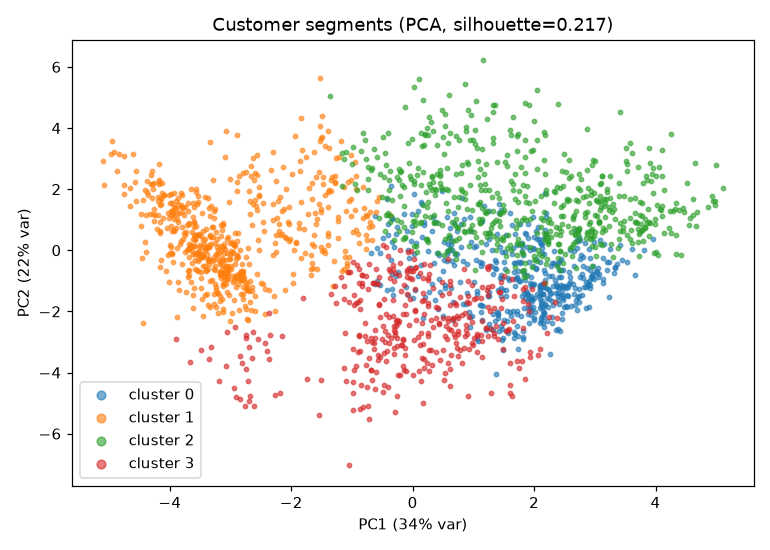 Customer segments (PCA, silhouette=0.217)
PC2 (22% var)
6
4
2
0
−2
−4
−6
cluster 0
cluster 1
cluster 2
cluster 3
−4 −2 0 2 4
PC1 (34% var)